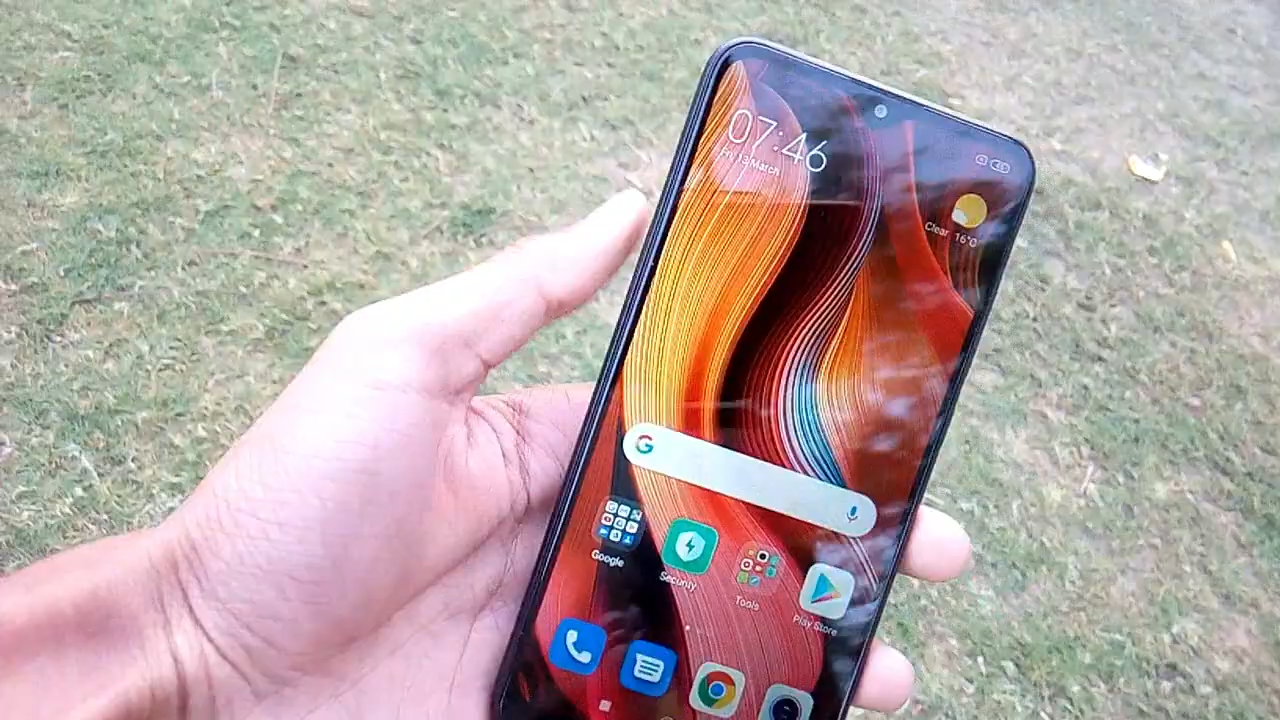 07:46
Fri, 13 March
Clear 16°C
G
Google
Security
Tools
Play Store